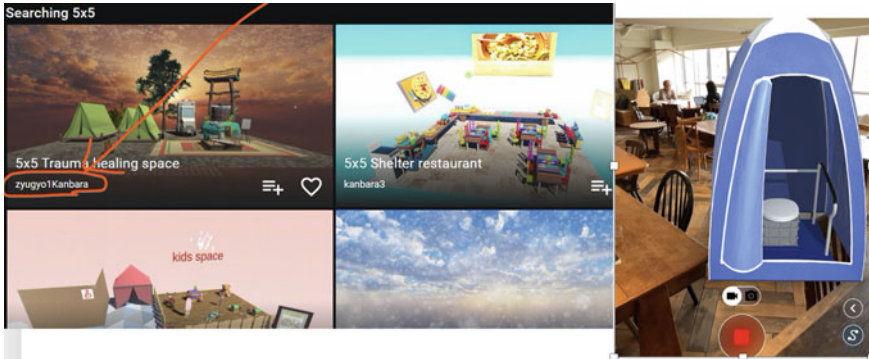 Searching 5x5
5x5 Trauma healing space
zyugyo1Kanbara
5x5 Shelter restaurant
kanbara3
kids space